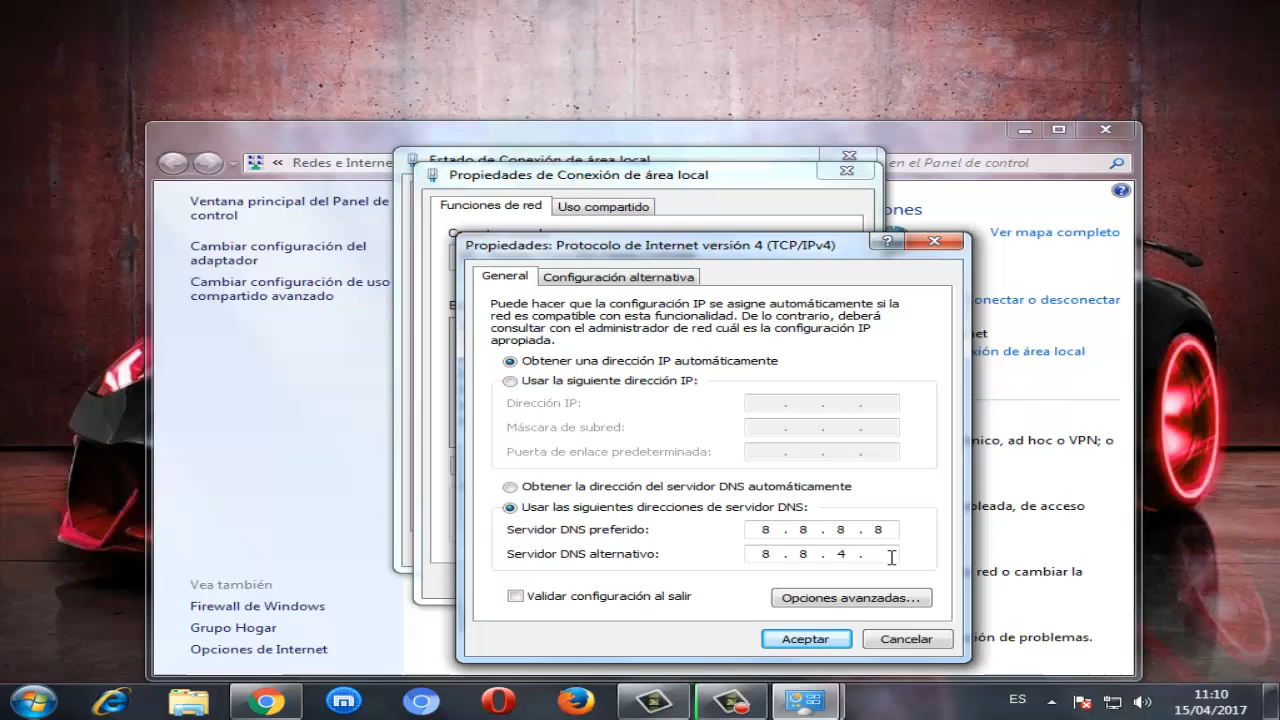 « Redes e Interne
en el Panel de control
Estado de Conexión de área local
Propiedades de Conexión de área local
Funciones de red
Uso compartido
Ventana principal del Panel de
control
Cambiar configuración del
adaptador
Cambiar configuración de uso
compartido avanzado
Vea también
Firewall de Windows
Grupo Hogar
Opciones de Internet
Propiedades: Protocolo de Internet versión 4 (TCP/IPv4)
?
General
Configuración alternativa
Puede hacer que la configuración IP se asigne automáticamente si la
red es compatible con esta funcionalidad. De lo contrario, deberá
consultar con el administrador de red cuál es la configuración IP
apropiada.
Obtener una dirección IP automáticamente
Usar la siguiente dirección IP:
Dirección IP:
. . .
Máscara de subred:
. . .
Puerta de enlace predeterminada:
. . .
Obtener la dirección del servidor DNS automáticamente
Usar las siguientes direcciones de servidor DNS:
Servidor DNS preferido:
8 . 8 . 8 . 8
Servidor DNS alternativo:
8 . 8 . 4 .
Validar configuración al salir
Opciones avanzadas...
Aceptar
Cancelar
?
ones
Ver mapa completo
onectar o desconectar
net
xión de área local
nico, ad hoc o VPN; o
pleada, de acceso
red o cambiar la
ión de problemas.
ES
11:10
15/04/2017